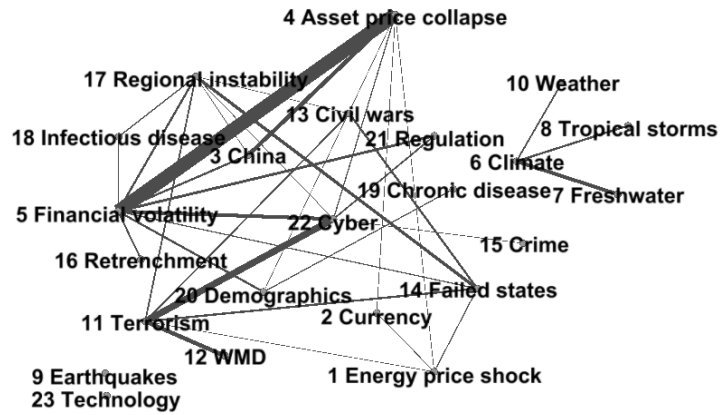 4 Asset price collapse
17 Regional instability
10 Weather
13 Civil wars
8 Tropical storms
18 Infectious disease
21 Regulation
3 China
6 Climate
19 Chronic disease
7 Freshwater
5 Financial volatility
22 Cyber
15 Crime
16 Retrenchment
20 Demographics
14 Failed states
11 Terrorism
2 Currency
12 WMD
9 Earthquakes
1 Energy price shock
23 Technology